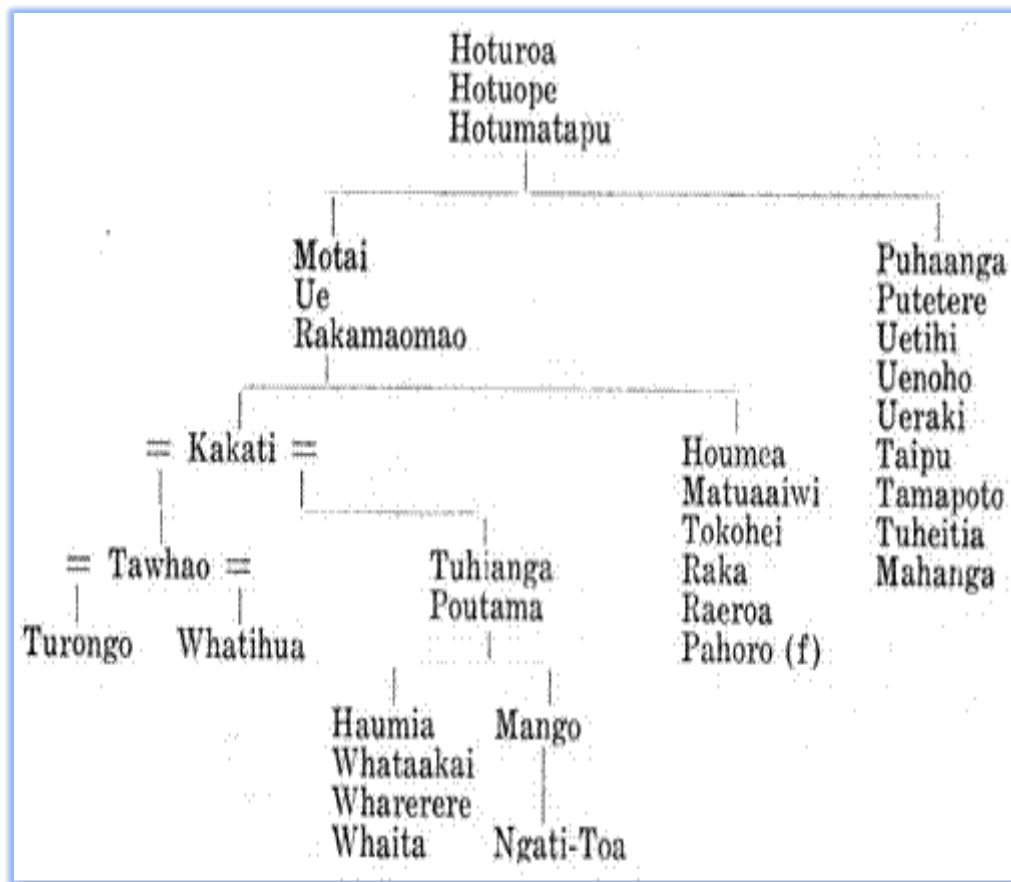 Hoturoa
Hotuope
Hotumatapu
Motai
Ue
Rakamaomao
Puhaanga
Putetere
Uetihi
Uenoho
Ueraki
Taipu
Tamapoto
Tuheitia
Mahanga
= Kakati =
Houmea
Matuaaiwi
Tokohei
Raka
Raeroa
Pahoro (f)
= Tawhao =
Tuhianga
Poutama
Turongo
Whatihua
Haumia
Whataakai
Wharerere
Whaita
Mango
Ngati-Toa